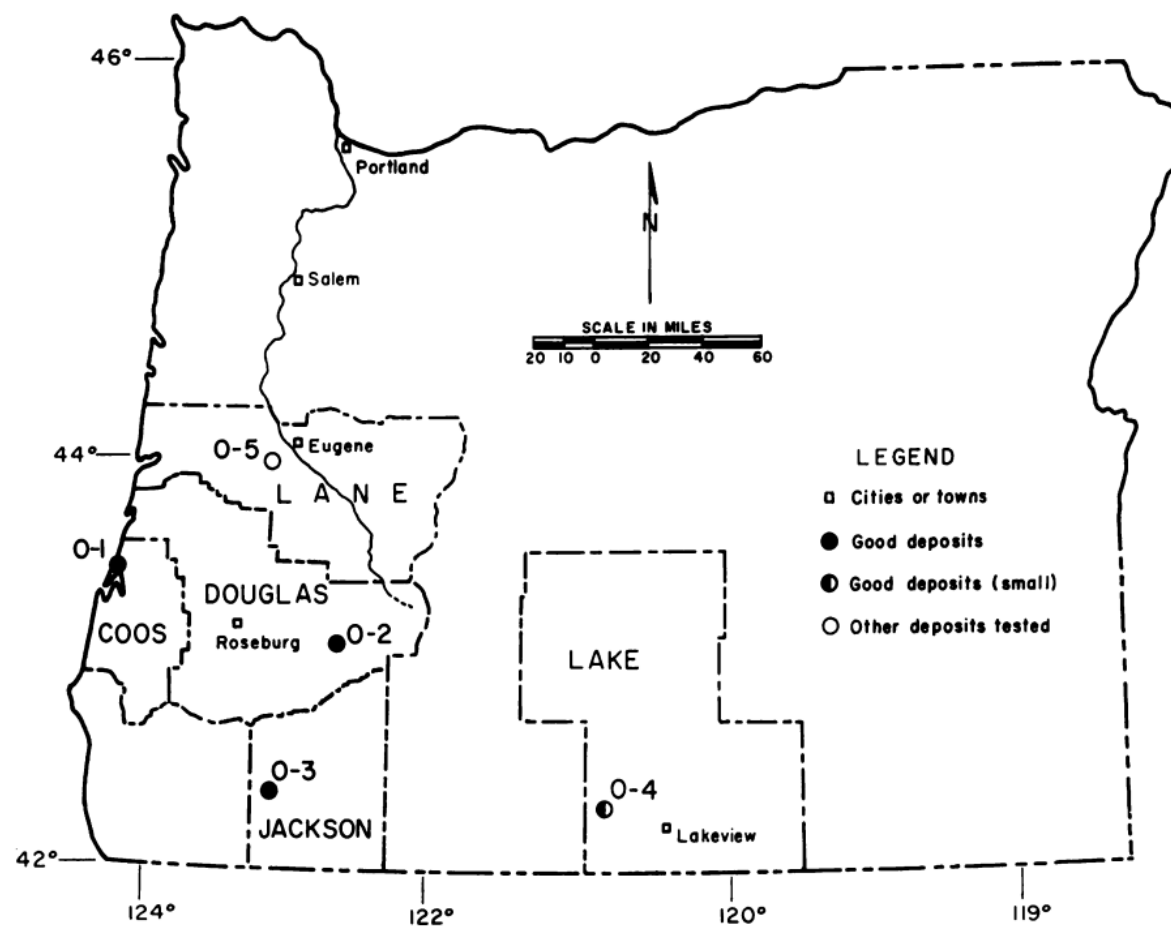 46°
Portland
N
Salem
SCALE IN MILES
20 10 0 20 40 60
Eugene
O-5
44°
LANE
LEGEND
Cities or towns
Good deposits
Good deposits (small)
Other deposits tested
O-1
DOUGLAS
COOS
Roseburg
O-2
LAKE
O-3
O-4
JACKSON
Lakeview
42°
124°
122°
120°
119°